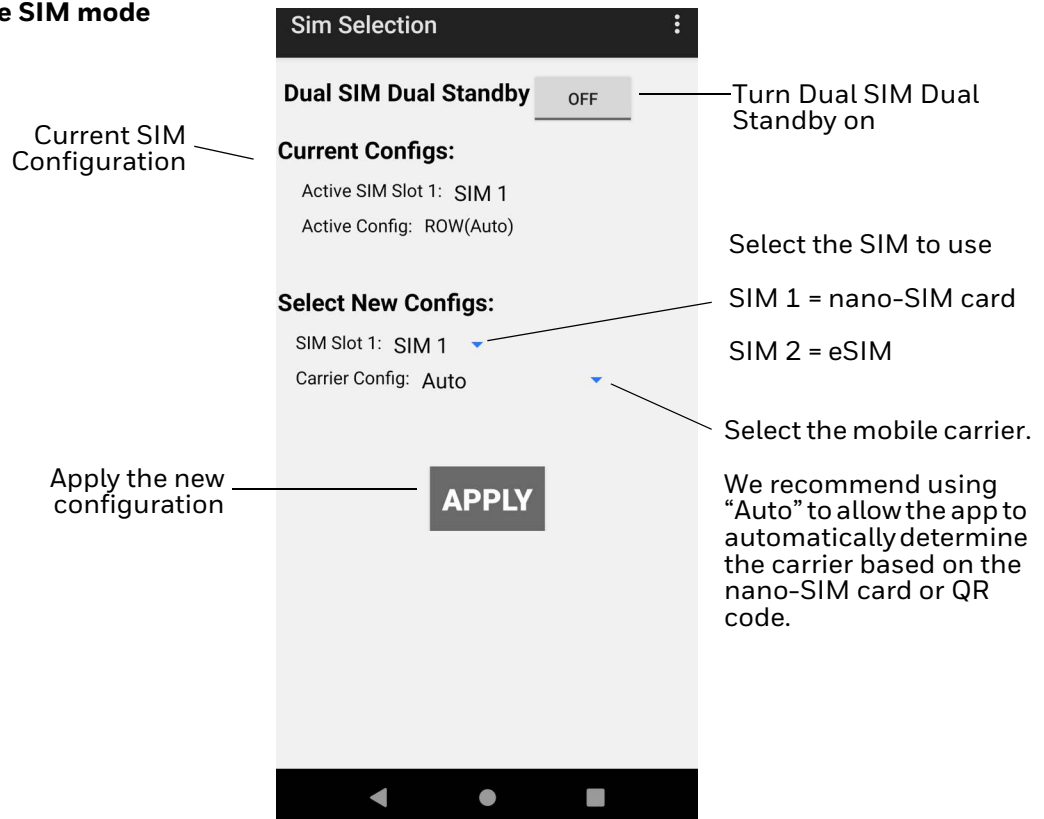 e SIM mode
Sim Selection
Dual SIM Dual Standby OFF
Turn Dual SIM Dual
Standby on
Current SIM
Configuration
Current Configs:
Active SIM Slot 1: SIM 1
Active Config: ROW(Auto)
Select the SIM to use
SIM 1 = nano-SIM card
SIM 2 = eSIM
Select New Configs:
SIM Slot 1: SIM 1
Carrier Config: Auto
Select the mobile carrier.
We recommend using
“Auto” to allow the app to
automatically determine
the carrier based on the
nano-SIM card or QR
code.
Apply the new
configuration
APPLY